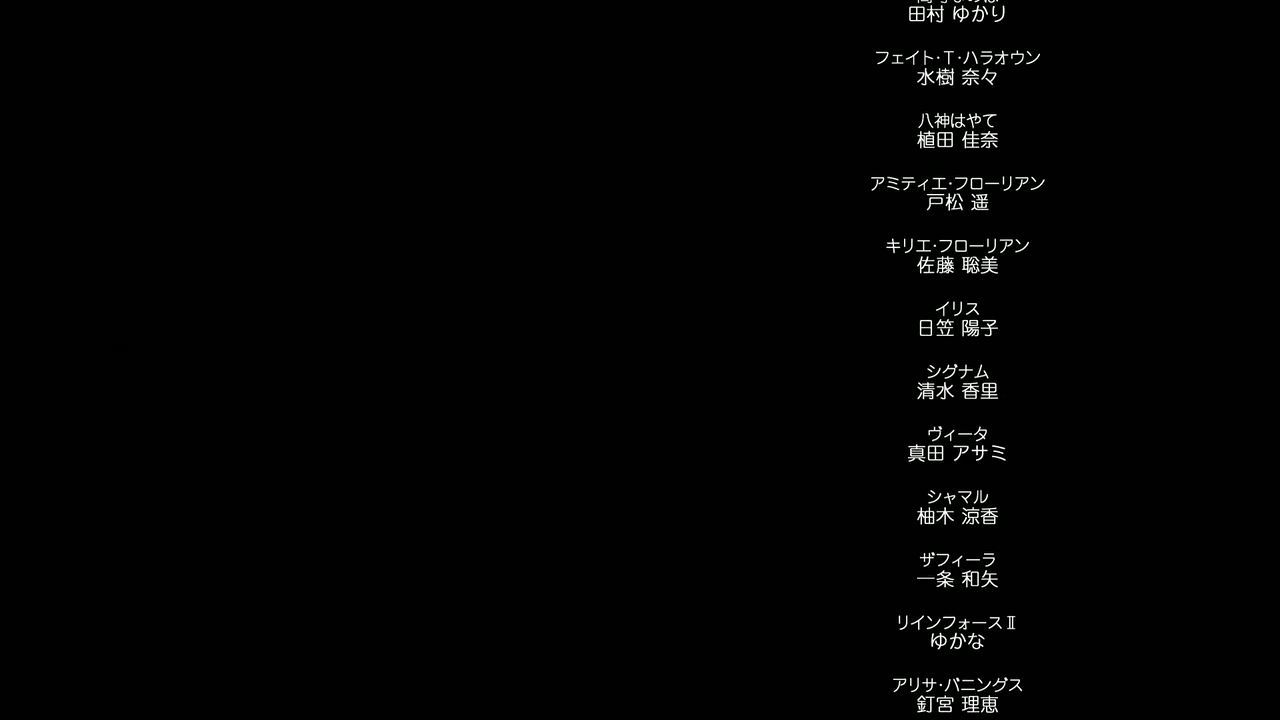 田村 ゆかり
フェイト・T・ハラオウン
水樹 奈々
八神はやて
植田 佳奈
アミティエ・フローリアン
戸松 遥
キリエ・フローリアン
佐藤 聡美
イリス
日笠 陽子
シグナム
清水 香里
ヴィータ
真田 アサミ
シャマル
柚木 涼香
ザフィーラ
一条 和矢
リインフォースⅡ
ゆかな
アリサ・バニングス
釘宮 理恵